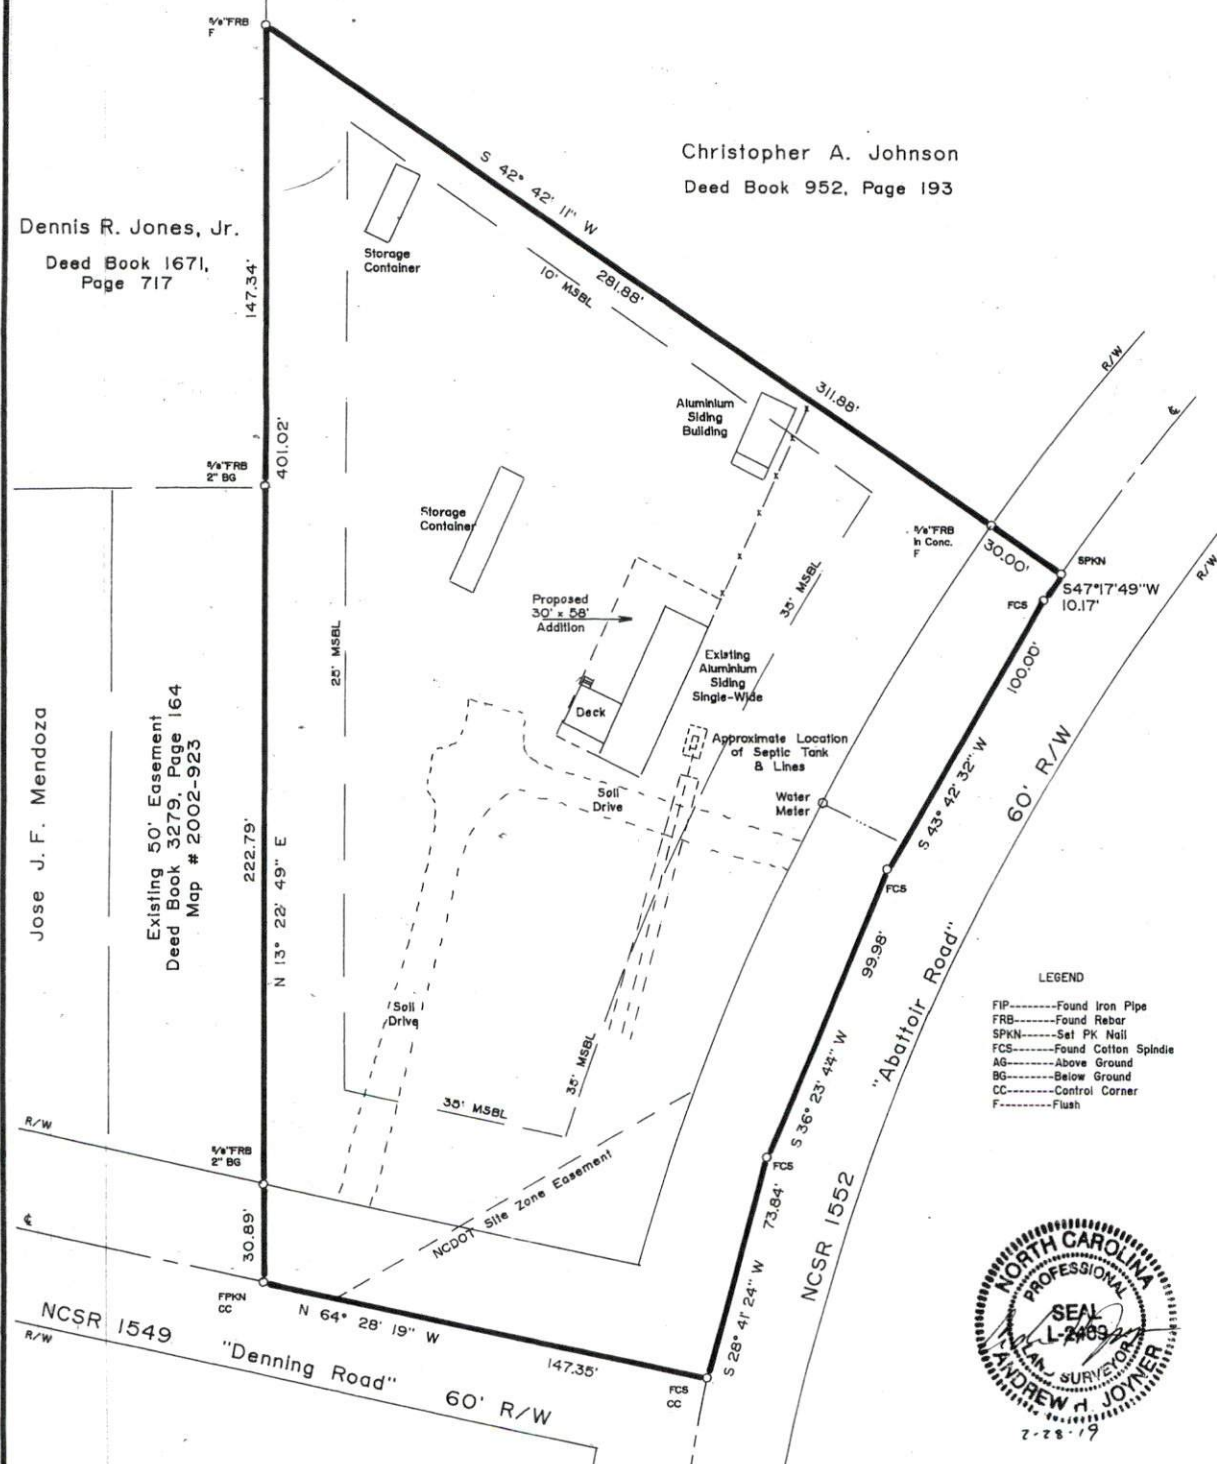 5/8"FRB
F
Christopher A. Johnson
Deed Book 952, Page 193
S 42° 42' 11" W
281.88'
10' MSBL
311.88'
Dennis R. Jones, Jr.
Deed Book 1671,
Page 717
147.34'
Storage
Container
R/W
℄
Aluminium
Siding
Building
401.02'
5/8"FRB
2" BG
Storage
Container
5/8"FRB
In Conc.
F
30.00'
SPKN
S47°17'49"W
10.17'
FCS
R/W
35' MSBL
Proposed
30' x 58'
Addition
25' MSBL
Existing
Aluminium
Siding
Single-Wide
100.00'
Deck
Jose J. F. Mendoza
Existing 50' Easement
Deed Book 3279, Page 164
Map # 2002-923
Approximate Location
of Septic Tank
& Lines
Soil
Drive
Water
Meter
S 43° 42' 32" W
60' R/W
222.79'
N 13° 22' 49" E
FCS
99.98'
"Abattoir Road"
LEGEND
FIP--------Found Iron Pipe
FRB-------Found Rebar
SPKN------Set PK Nail
FCS-------Found Cotton Spindle
AG--------Above Ground
BG--------Below Ground
CC--------Control Corner
F---------Flush
Soil
Drive
35' MSBL
35' MSBL
S 36° 23' 44" W
R/W
5/8"FRB
2" BG
FCS
NCDOT Site Zone Easement
73.84'
NCSR 1552
℄
30.89'
FPKN
CC
N 64° 28' 19" W
147.35'
S 28° 41' 24" W
FCS
CC
NCSR 1549
"Denning Road"
60' R/W
R/W
NORTH CAROLINA
PROFESSIONAL
SEAL
L-2469
LAND SURVEYOR
ANDREW H. JOYNER